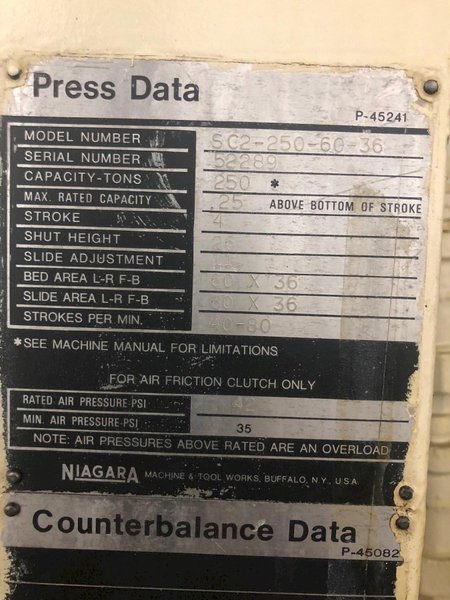 Press Data
P-45241
MODEL NUMBER SC2-250-60-36
SERIAL NUMBER 52289
CAPACITY-TONS 250 *
MAX. RATED CAPACITY .25 ABOVE BOTTOM OF STROKE
STROKE 4
SHUT HEIGHT
SLIDE ADJUSTMENT
BED AREA L-R F-B 60 X 36
SLIDE AREA L-R F-B 60 X 36
STROKES PER MIN.
*SEE MACHINE MANUAL FOR LIMITATIONS
FOR AIR FRICTION CLUTCH ONLY
RATED AIR PRESSURE-PSI
MIN. AIR PRESSURE-PSI 35
NOTE: AIR PRESSURES ABOVE RATED ARE AN OVERLOAD
NIAGARA MACHINE & TOOL WORKS, BUFFALO, N.Y., U.S.A.
Counterbalance Data
P-45082